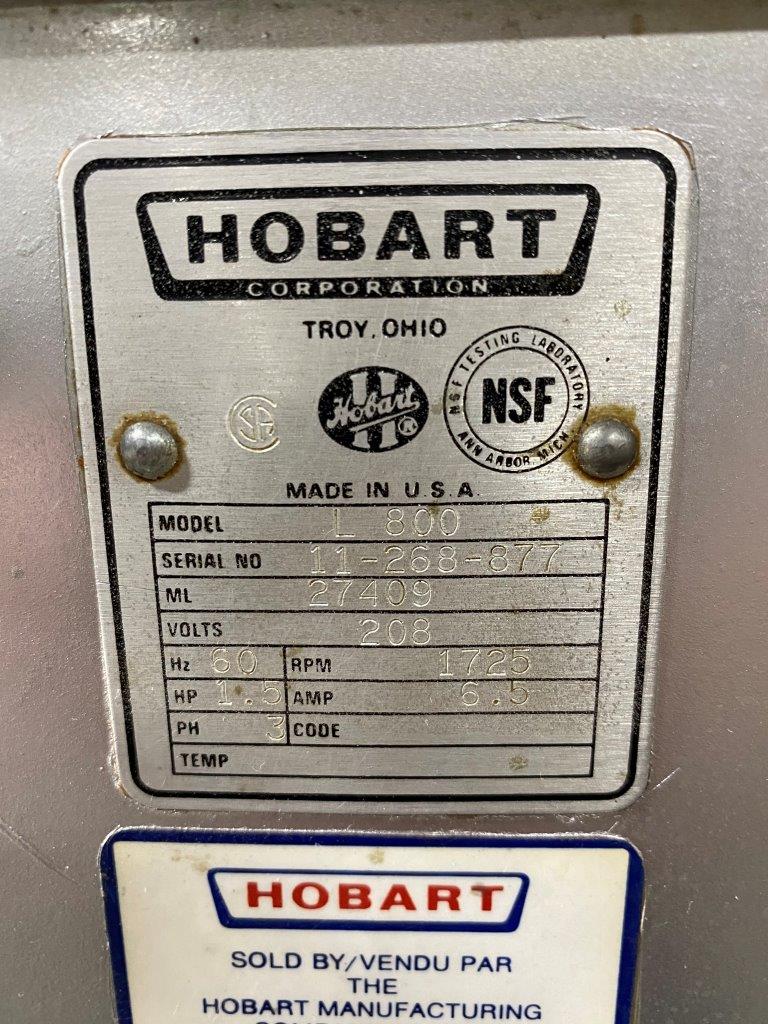 HOBART
CORPORATION
TROY, OHIO
SA
Hobart ®
H
NSF TESTING LABORATORY
NSF
ANN ARBOR, MICH
MADE IN U.S.A.
MODEL L 800
SERIAL NO 11-268-877
ML 27409
VOLTS 208
Hz 60 RPM 1725
HP 1.5 AMP 6.5
PH 3 CODE
TEMP
HOBART
SOLD BY/VENDU PAR
THE
HOBART MANUFACTURING